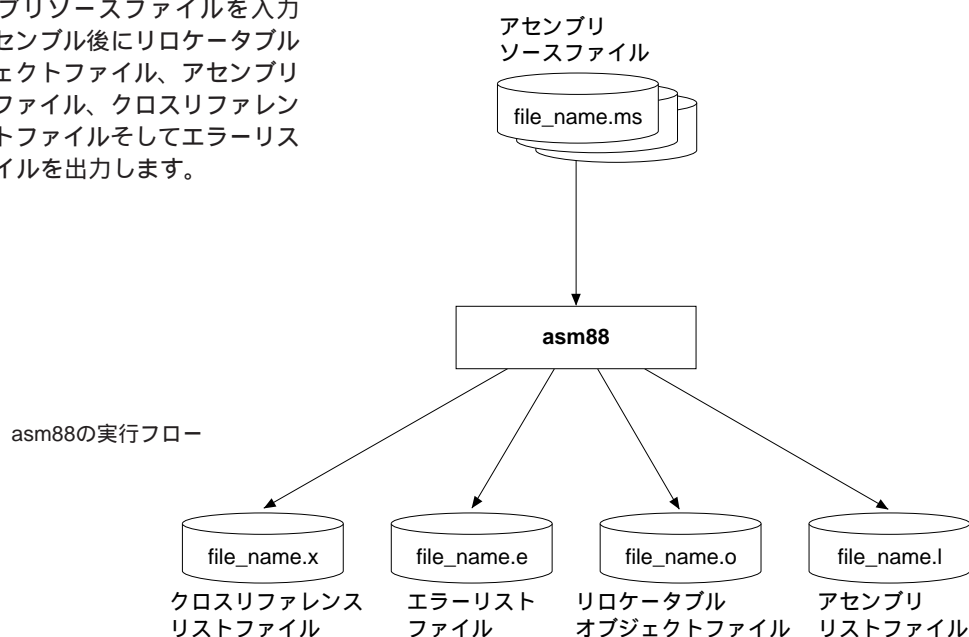 ブリソースファイルを入力
センブル後にリロケータブル
ェクトファイル、アセンブリ
ファイル、クロスリファレン
トファイルそしてエラーリス
イルを出力します。
アセンブリ
ソースファイル
file_name.ms
asm88
asm88の実行フロー
file_name.x
file_name.e
file_name.o
file_name.l
クロスリファレンス
リストファイル
エラーリスト
ファイル
リロケータブル
オブジェクトファイル
アセンブリ
リストファイル